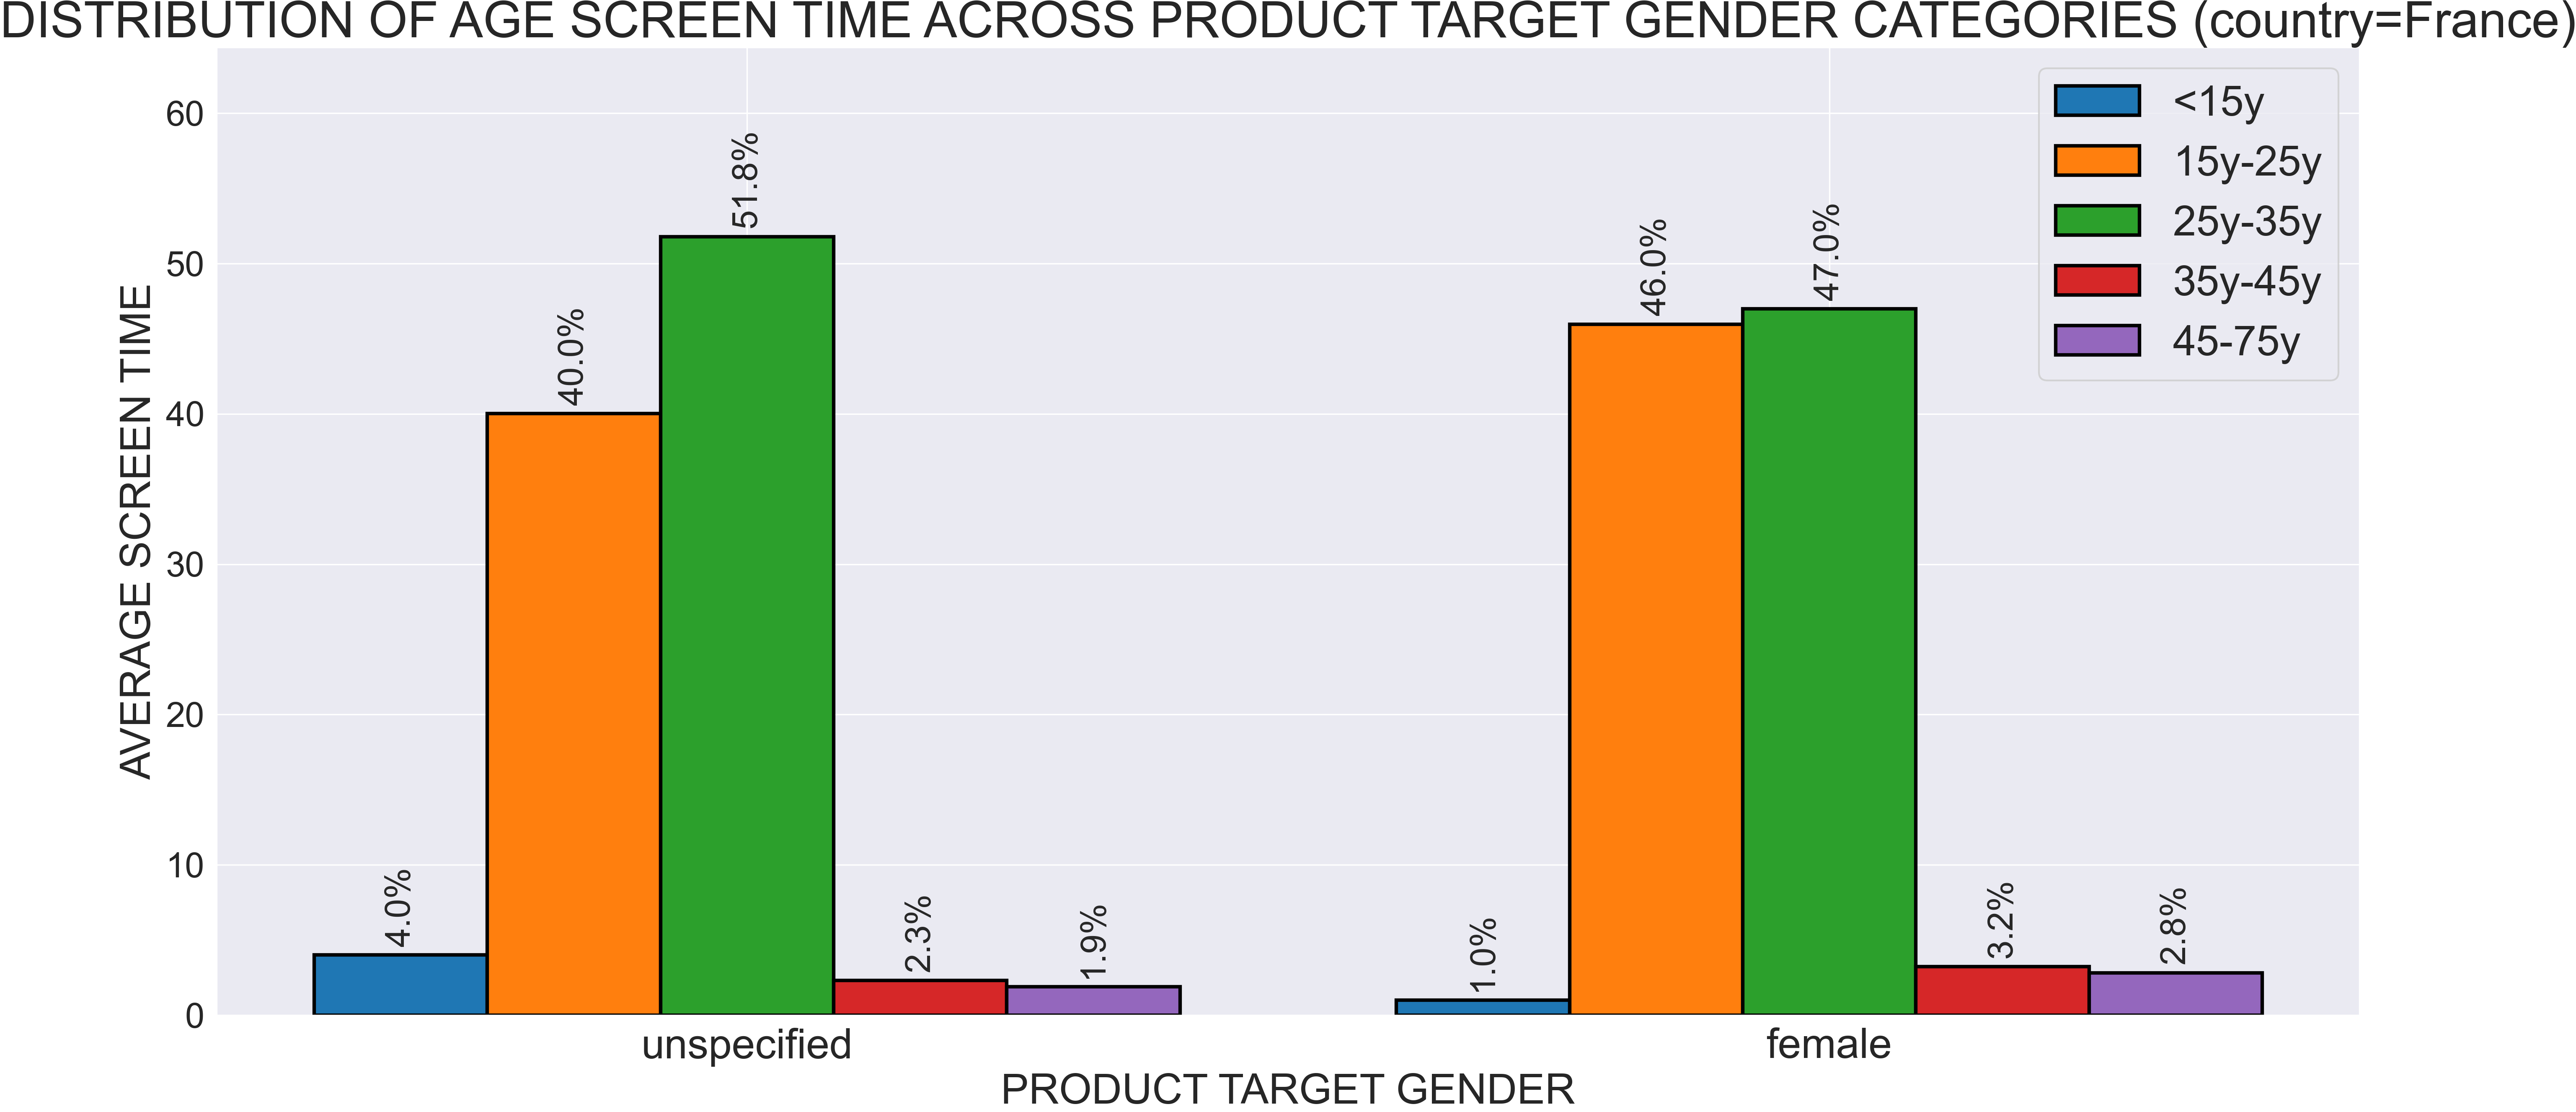 DISTRIBUTION OF AGE SCREEN TIME ACROSS PRODUCT TARGET GENDER CATEGORIES (country=France)
AVERAGE SCREEN TIME
60
50
40
30
20
10
0
4.0%
40.0%
51.8%
2.3%
1.9%
1.0%
46.0%
47.0%
3.2%
2.8%
<15y
15y-25y
25y-35y
35y-45y
45-75y
unspecified
female
PRODUCT TARGET GENDER